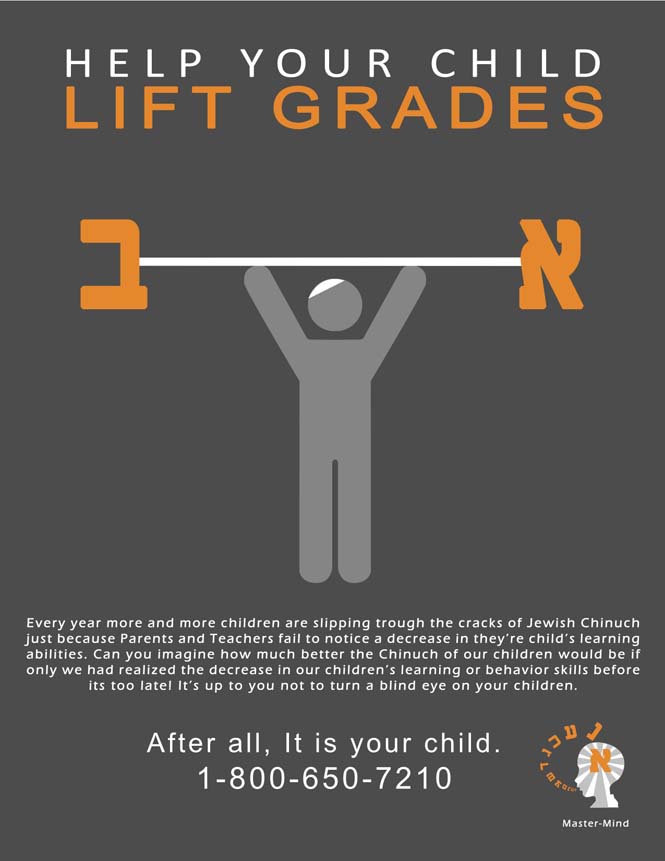 HELP YOUR CHILD
LIFT GRADES
ב א
Every year more and more children are slipping trough the cracks of Jewish Chinuch
just because Parents and Teachers fail to notice a decrease in they're child's learning
abilities. Can you imagine how much better the Chinuch of our children would be if
only we had realized the decrease in our children's learning or behavior skills before
its too late! It's up to you not to turn a blind eye on your children.
After all, It is your child.
1-800-650-7210
א
Master-Mind